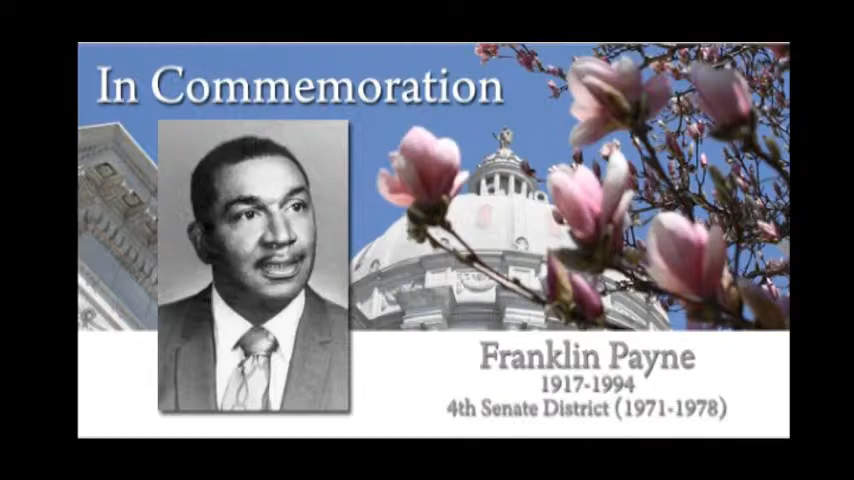 In Commemoration
Franklin Payne
1917-1994
4th Senate District (1971-1978)